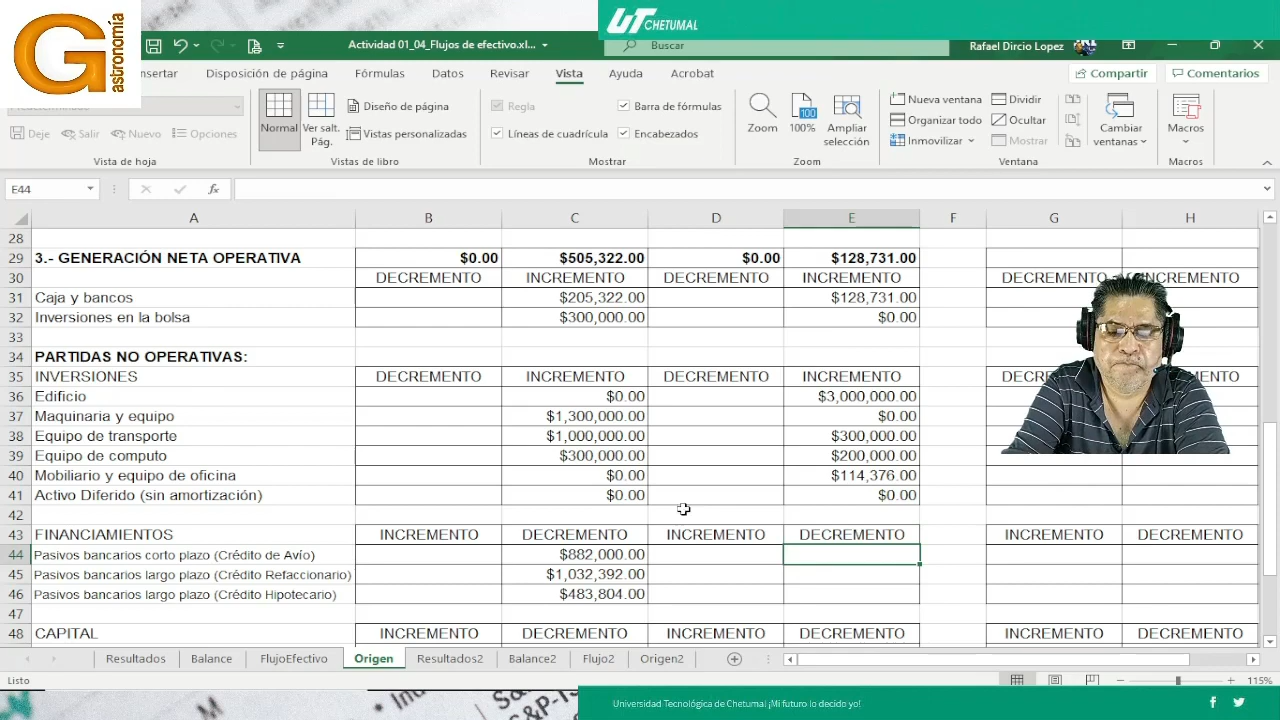 G
astronomía
UT CHETUMAL
Actividad 01_04_Flujos de efectivo.xl...
Buscar
Rafael Dircio Lopez
nsertar Disposición de página Fórmulas Datos Revisar Vista Ayuda Acrobat Compartir Comentarios
Deje Salir Nuevo Opciones
Vista de hoja
Normal
Ver salt. Pág.
Diseño de página
Vistas personalizadas
Vistas de libro
Regla
Barra de fórmulas
Líneas de cuadrícula
Encabezados
Mostrar
Zoom
100
100%
Ampliar selección
Zoom
Nueva ventana
Organizar todo
Inmovilizar
Dividir
Ocultar
Mostrar
Cambiar ventanas
Ventana
Macros
Macros
E44 fx
A B C D E F G H
28
29 3.- GENERACIÓN NETA OPERATIVA $0.00 $505,322.00 $0.00 $128,731.00
30 DECREMENTO INCREMENTO DECREMENTO INCREMENTO DECREMENTO INCREMENTO
31 Caja y bancos $205,322.00 $128,731.00
32 Inversiones en la bolsa $300,000.00 $0.00
33
34 PARTIDAS NO OPERATIVAS:
35 INVERSIONES DECREMENTO INCREMENTO DECREMENTO INCREMENTO
36 Edificio $0.00 $3,000,000.00
37 Maquinaria y equipo $1,300,000.00 $0.00
38 Equipo de transporte $1,000,000.00 $300,000.00
39 Equipo de computo $300,000.00 $200,000.00
40 Mobiliario y equipo de oficina $0.00 $114,376.00
41 Activo Diferido (sin amortización) $0.00 $0.00
42
43 FINANCIAMIENTOS INCREMENTO DECREMENTO INCREMENTO DECREMENTO INCREMENTO DECREMENTO
44 Pasivos bancarios corto plazo (Crédito de Avío) $882,000.00
45 Pasivos bancarios largo plazo (Crédito Refaccionario) $1,032,392.00
46 Pasivos bancarios largo plazo (Crédito Hipotecario) $483,804.00
47
48 CAPITAL INCREMENTO DECREMENTO INCREMENTO DECREMENTO INCREMENTO DECREMENTO
Resultados Balance FlujoEfectivo Origen Resultados2 Balance2 Flujo2 Origen2
Listo 115%
Universidad Tecnológica de Chetumal ¡Mi futuro lo decido yo!